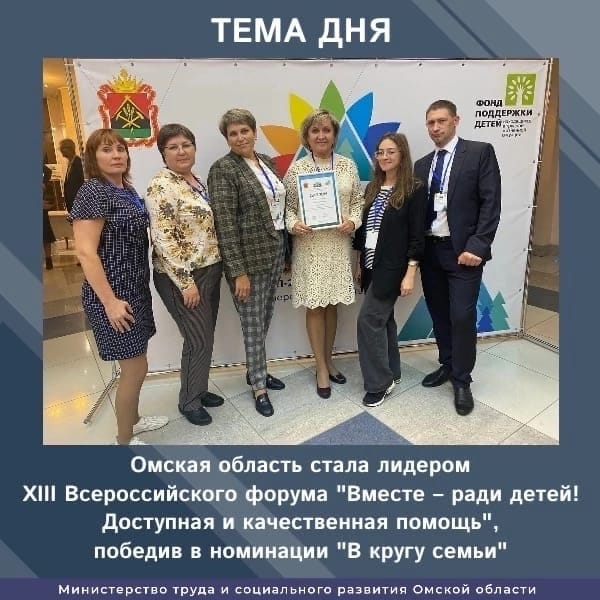 ТЕМА ДНЯ
ФОНД
ПОДДЕРЖКИ
ДЕТЕЙ
Омская область стала лидером
XIII Всероссийского форума "Вместе – ради детей!
Доступная и качественная помощь",
победив в номинации "В кругу семьи"
Министерство труда и социального развития Омской области